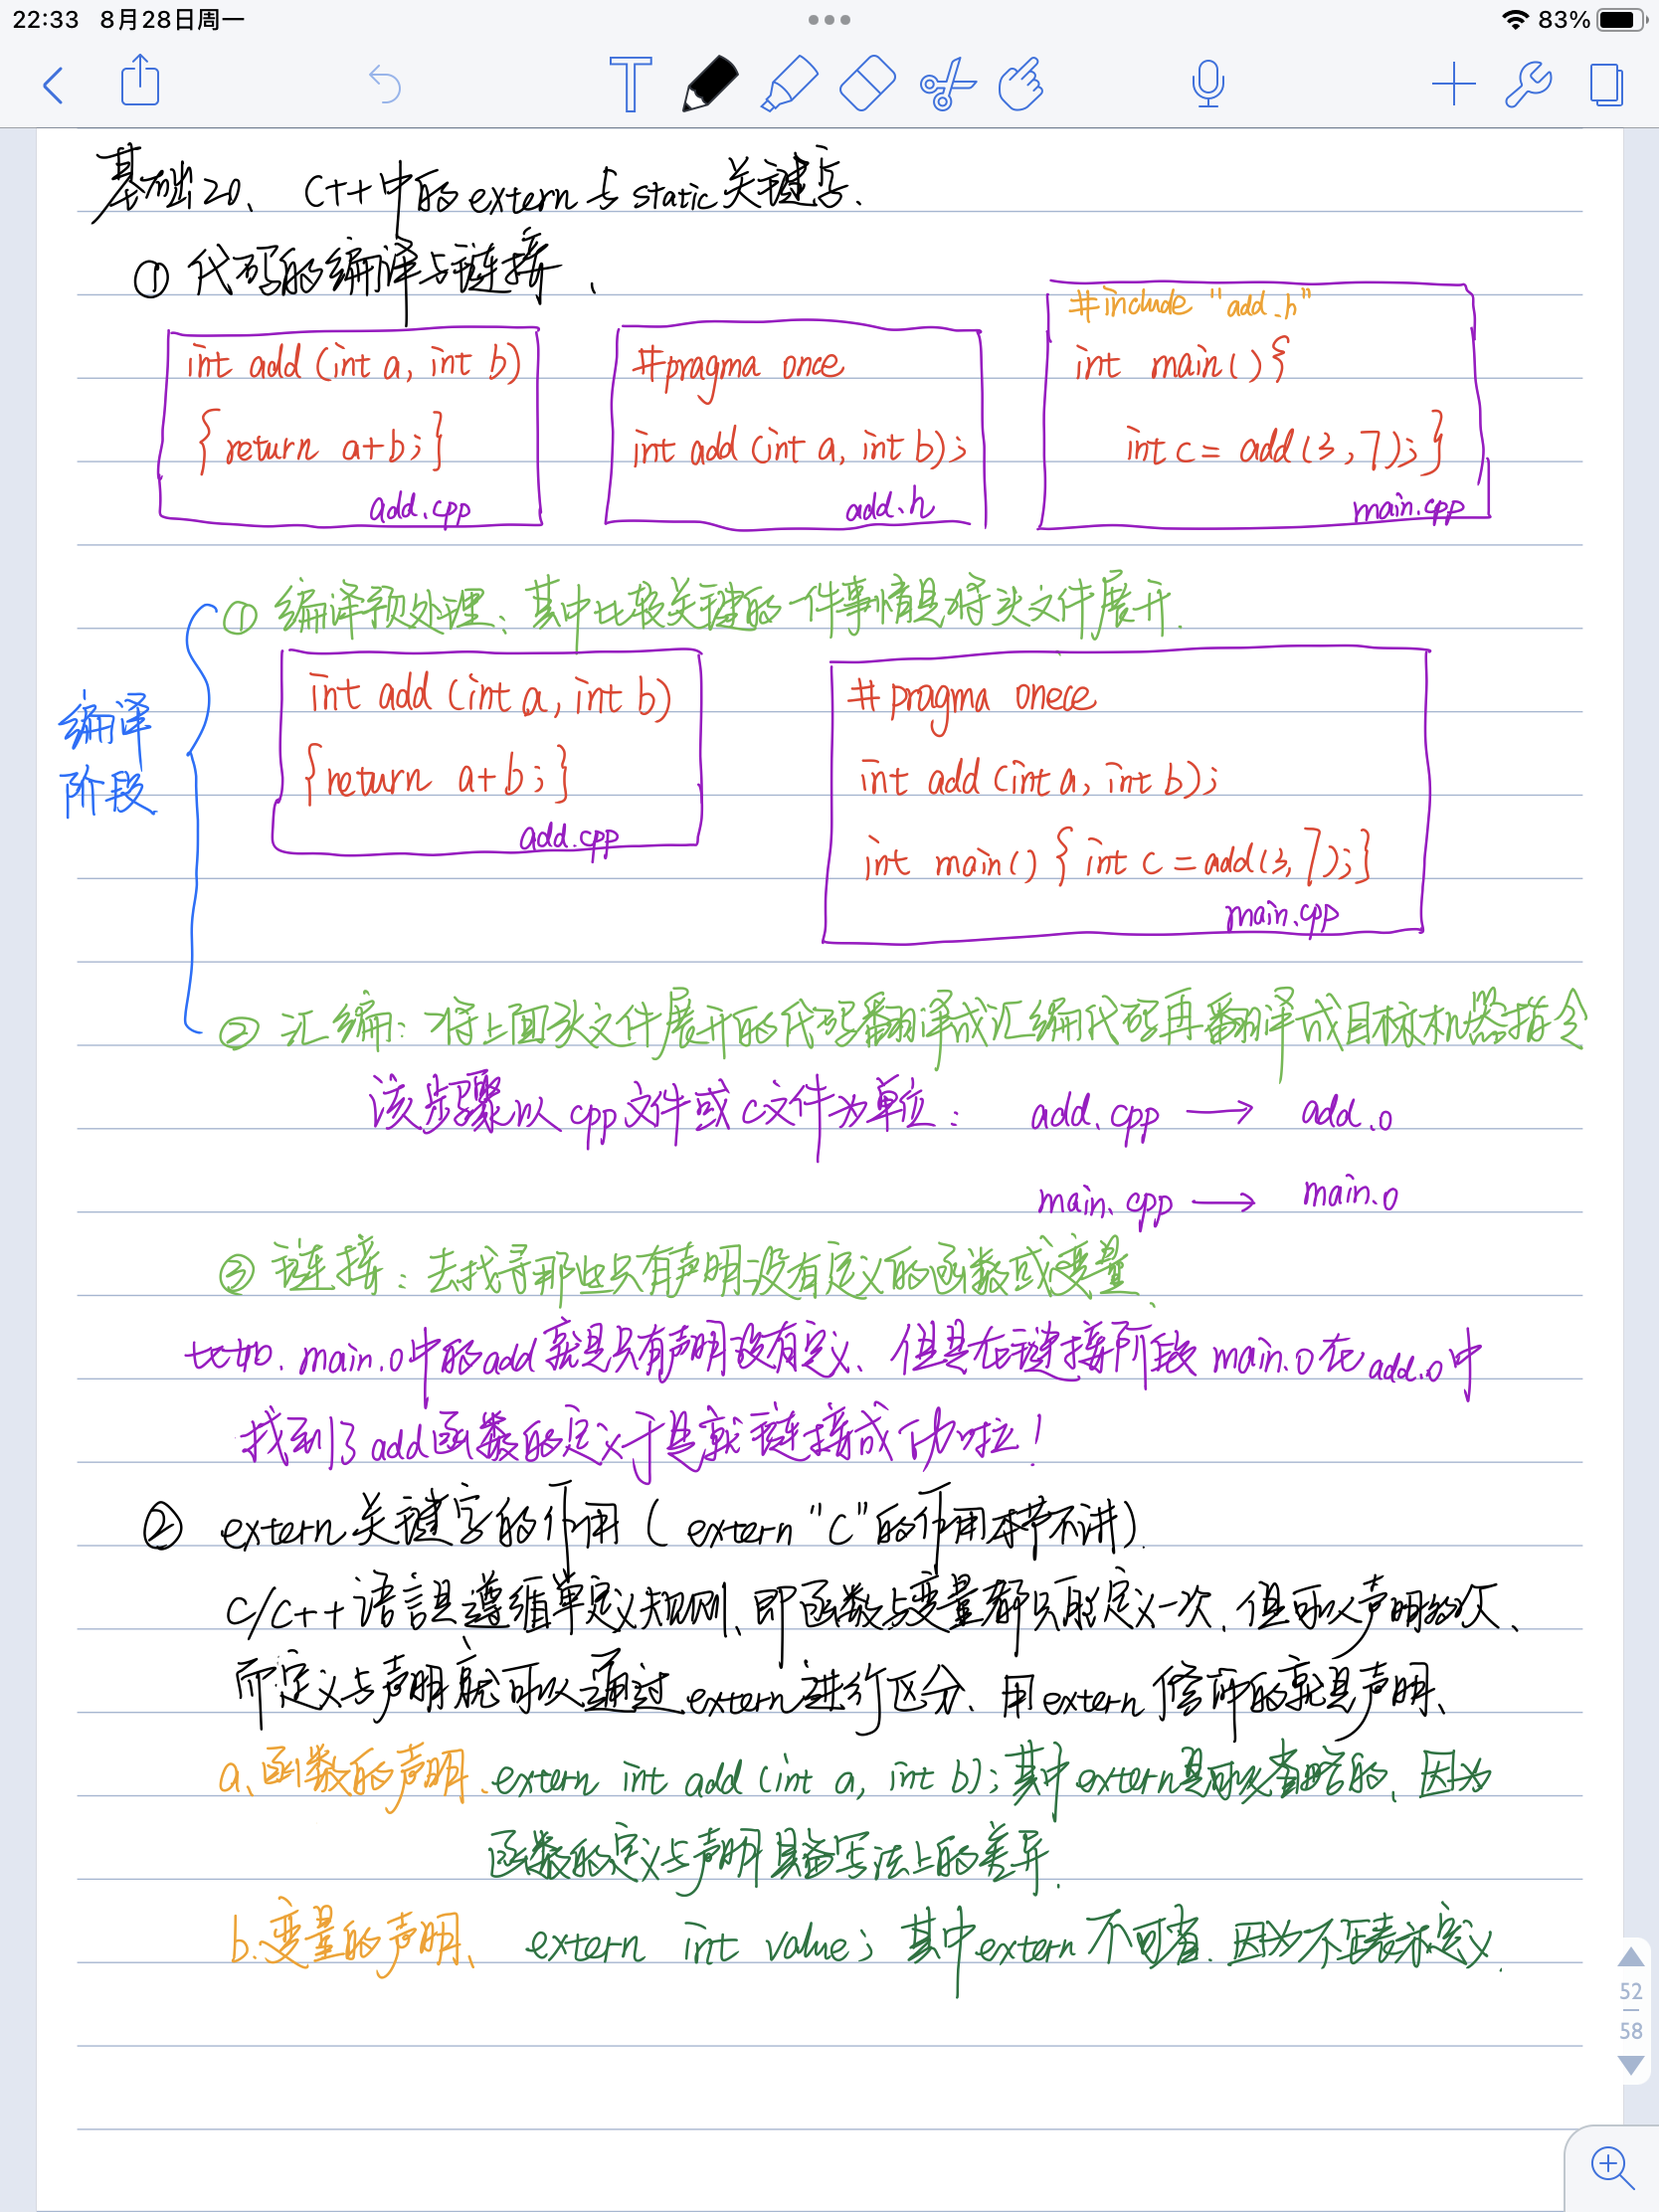 22:33 8月28日周一
83%
基础20、C++中的extern与static关键字.
① 代码的编译与链接.
int add (int a, int b)
{return a+b;}
add.cpp
#pragma once
int add (int a, int b);
add.h
#include "add.h"
int main() {
int c = add(3,7);}
main.cpp
编译
阶段
① 编译预处理: 其中比较关键的一件事情是将头文件展开.
int add (int a, int b)
{return a+b;}
add.cpp
# pragma onece
int add (int a, int b);
int main() { int c = add(3,7);}
main.cpp
② 汇编: 将上面头文件展开的代码翻译成汇编代码再翻译成目标机器指令
该步骤以cpp文件或c文件为单位: add.cpp → add.o
main.cpp → main.o
③ 链接: 去找寻那些只有声明没有定义的函数或变量.
main.o中的add就是只有声明没有定义、但是在链接阶段main.o在add.o中
找到了add函数的定义于是就链接成功啦!
② extern关键字的作用 (extern "C"的作用本节不讲).
C/C++语言是遵循单定义规则、即函数与变量都只能定义一次、但可以声明多次、
而定义与声明就可以通过extern进行区分、用extern修饰的就是声明、
a、函数的声明、extern int add (int a, int b); 其中extern是可以省略的、因为
函数的定义与声明具备写法上的差异.
b.变量的声明、 extern int value; 其中extern不可省.因为不写表示定义.
52
58